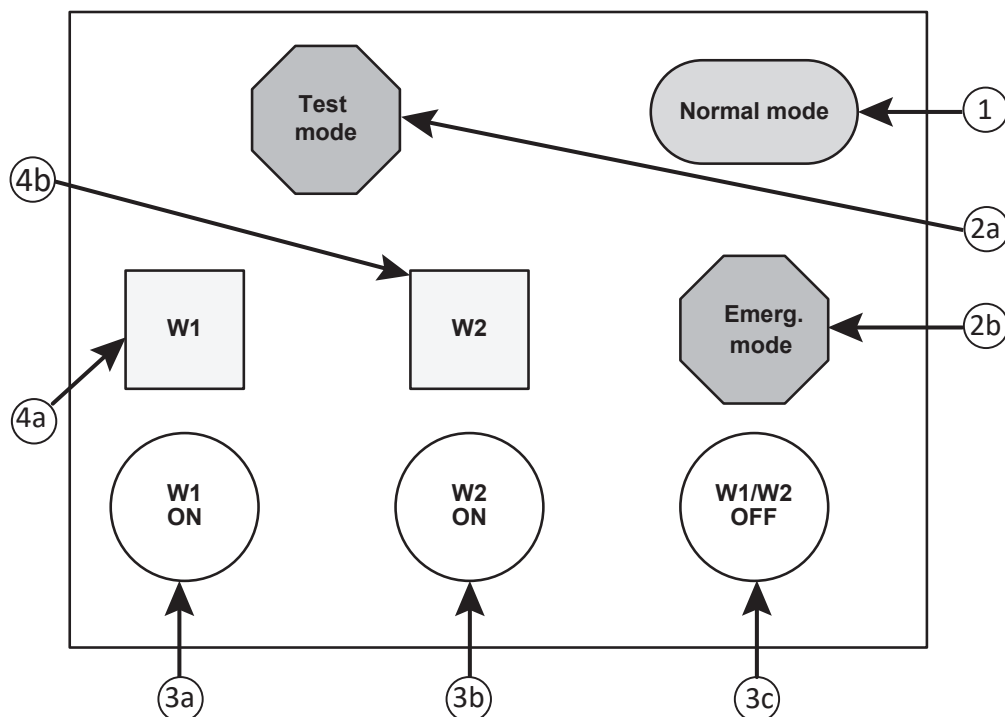 Test
mode
Normal mode
1
4b
2a
W1
W2
Emerg.
mode
2b
4a
W1
ON
W2
ON
W1/W2
OFF
3a
3b
3c